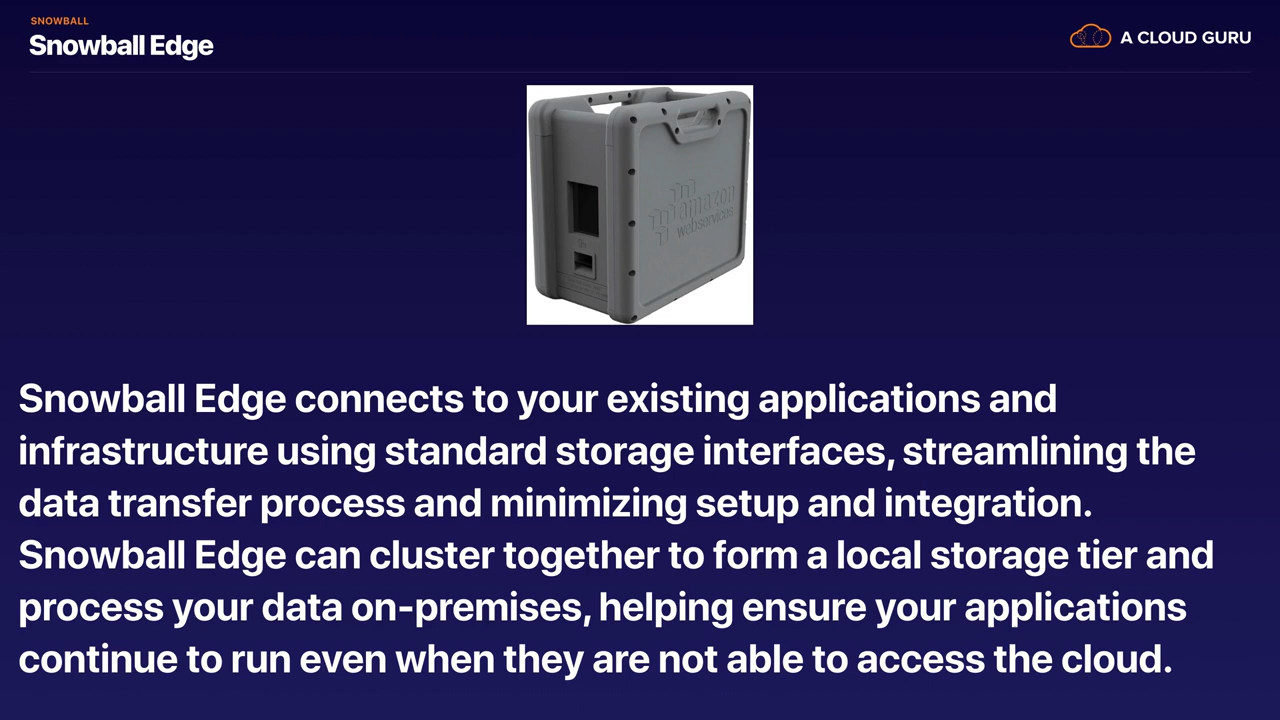 SNOWBALL
Snowball Edge
A CLOUD GURU
amazon
webservices
Snowball Edge connects to your existing applications and
infrastructure using standard storage interfaces, streamlining the
data transfer process and minimizing setup and integration.
Snowball Edge can cluster together to form a local storage tier and
process your data on-premises, helping ensure your applications
continue to run even when they are not able to access the cloud.